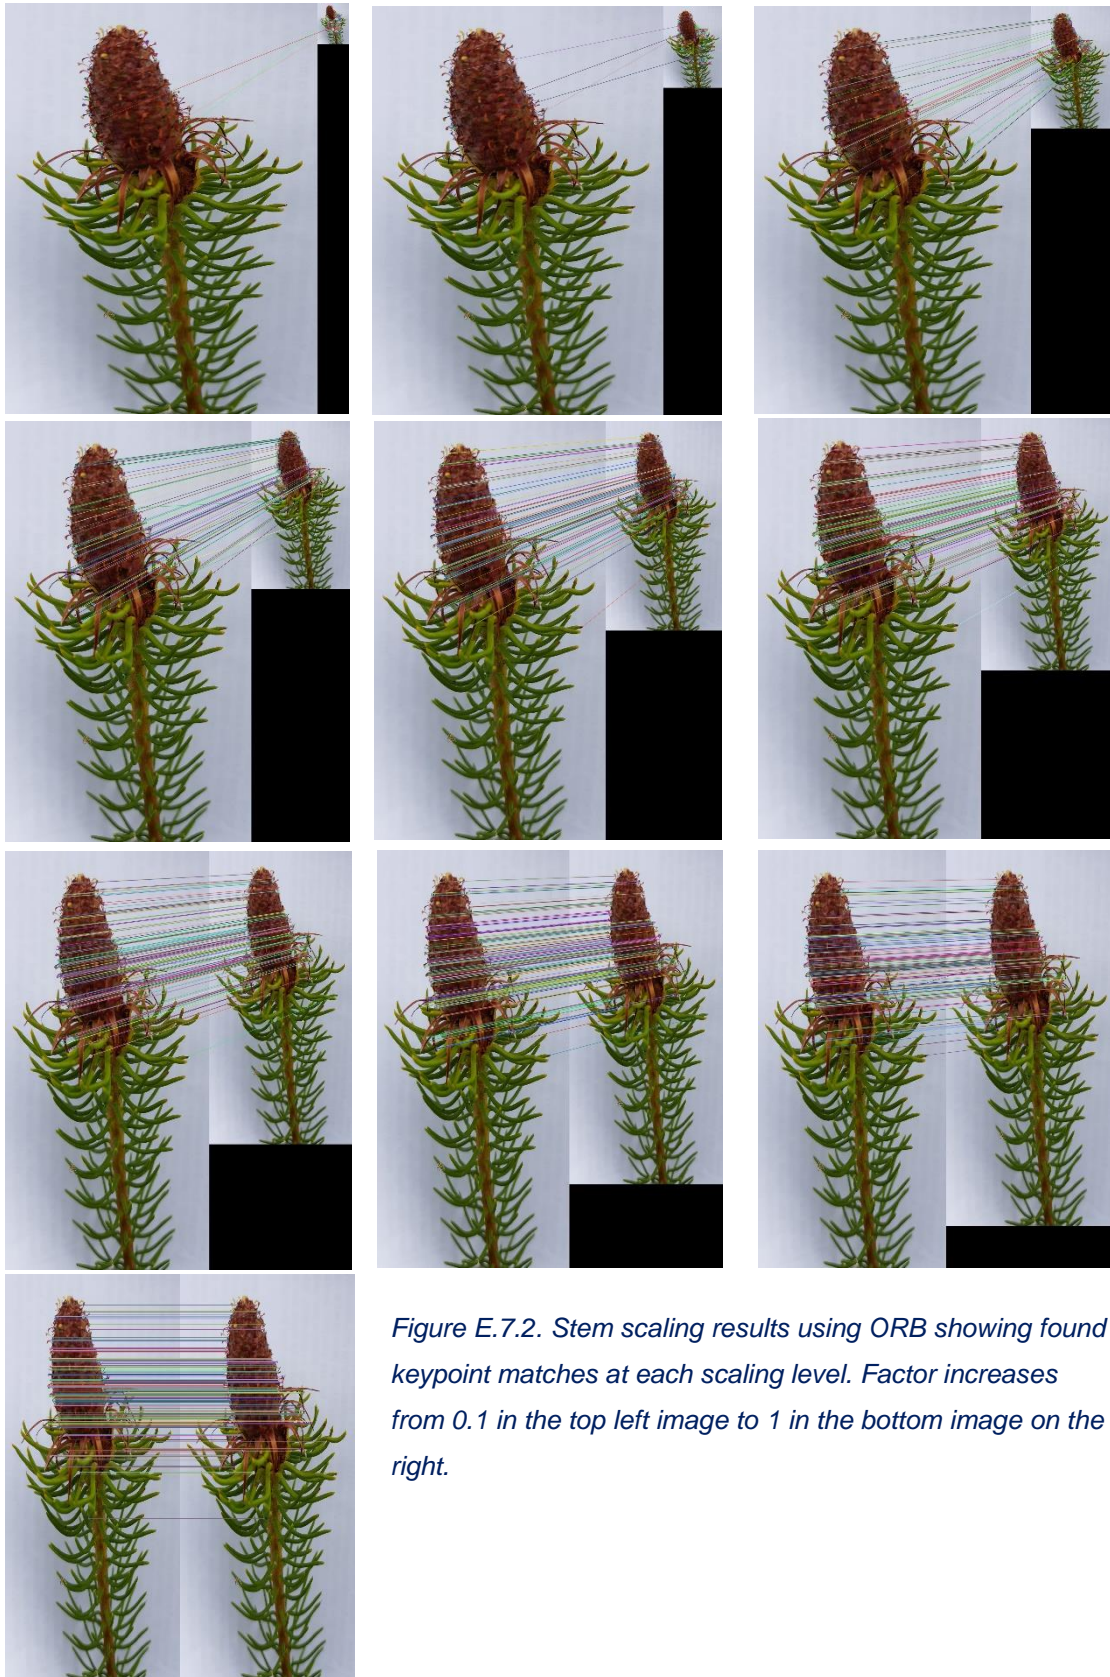 Figure E.7.2. Stem scaling results using ORB showing found
keypoint matches at each scaling level. Factor increases
from 0.1 in the top left image to 1 in the bottom image on the
right.